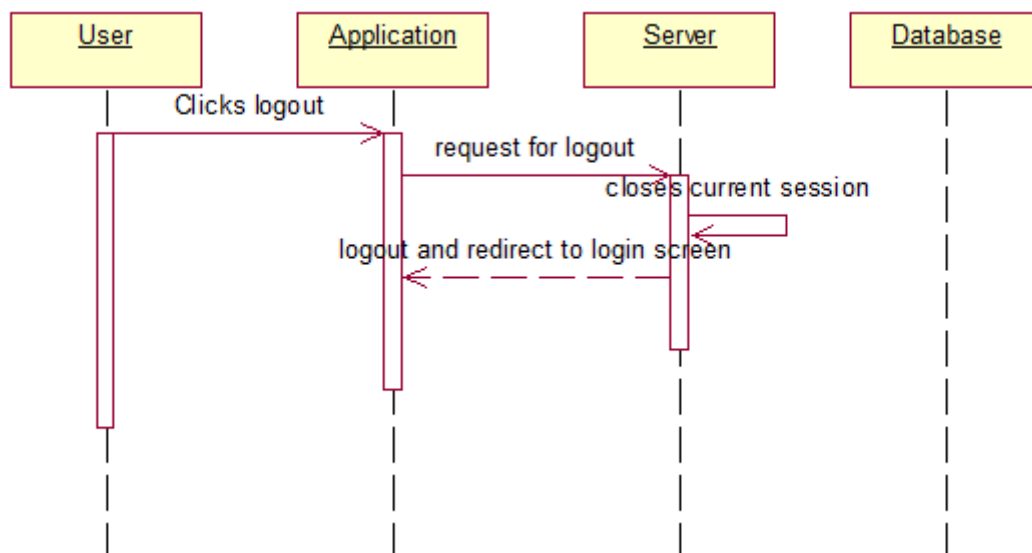 User
Application
Server
Database
Clicks logout
request for logout
closes current session
logout and redirect to login screen